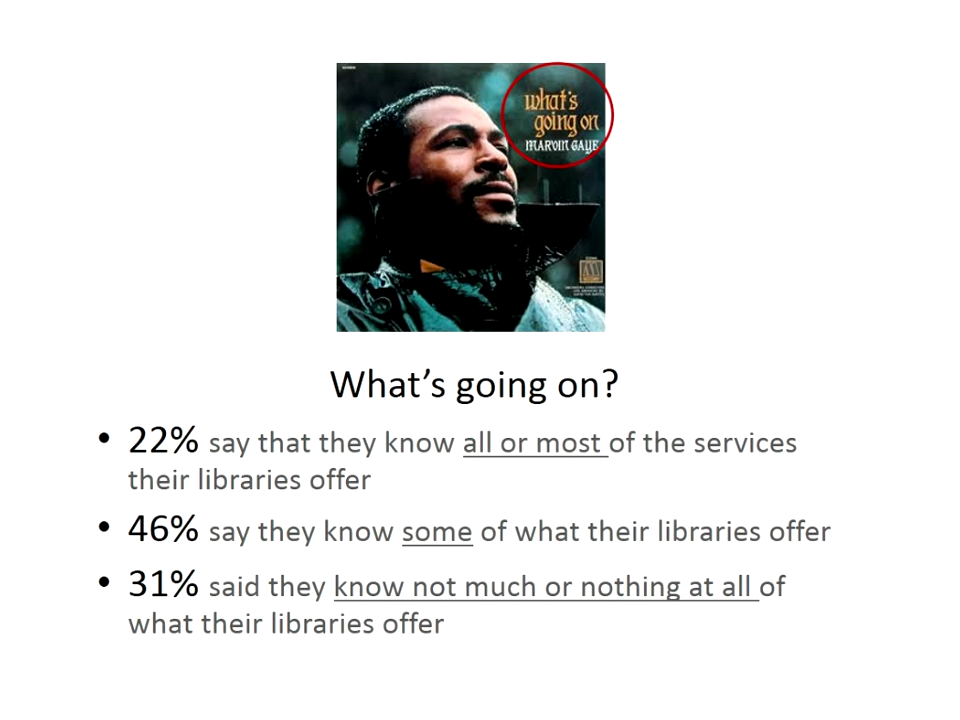 what's
going on
MARVIN GAYE
What's going on?
• 22% say that they know all or most of the services
their libraries offer
• 46% say they know some of what their libraries offer
• 31% said they know not much or nothing at all of
what their libraries offer